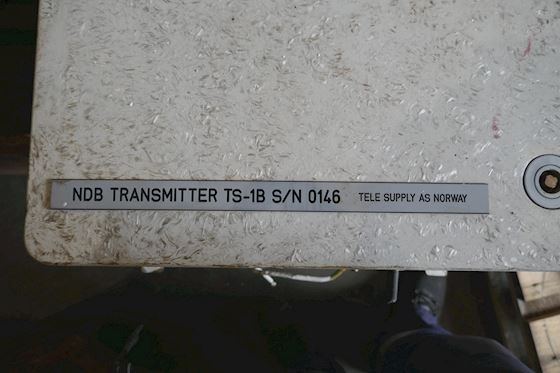 NDB TRANSMITTER TS-1B S/N 0146 TELE SUPPLY AS NORWAY